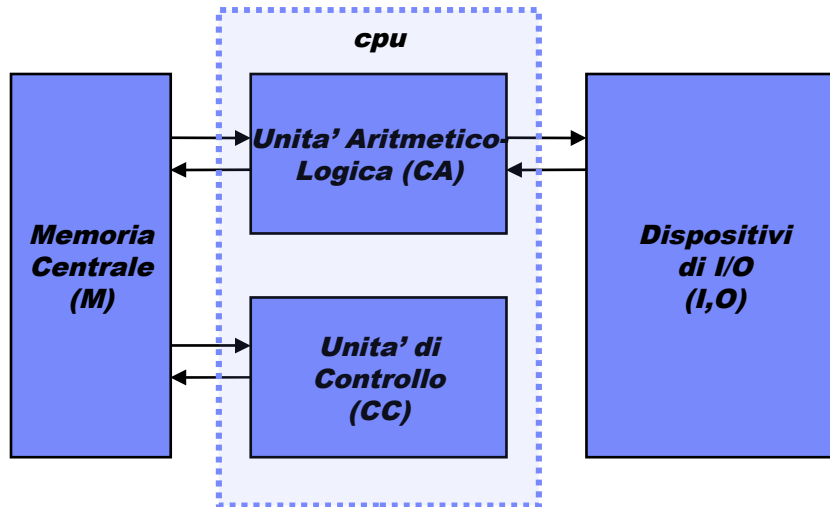 cpu
Unita’ Aritmetico-
Logica (CA)
Memoria
Centrale
(M)
Dispositivi
di I/O
(I,O)
Unita’ di
Controllo
(CC)